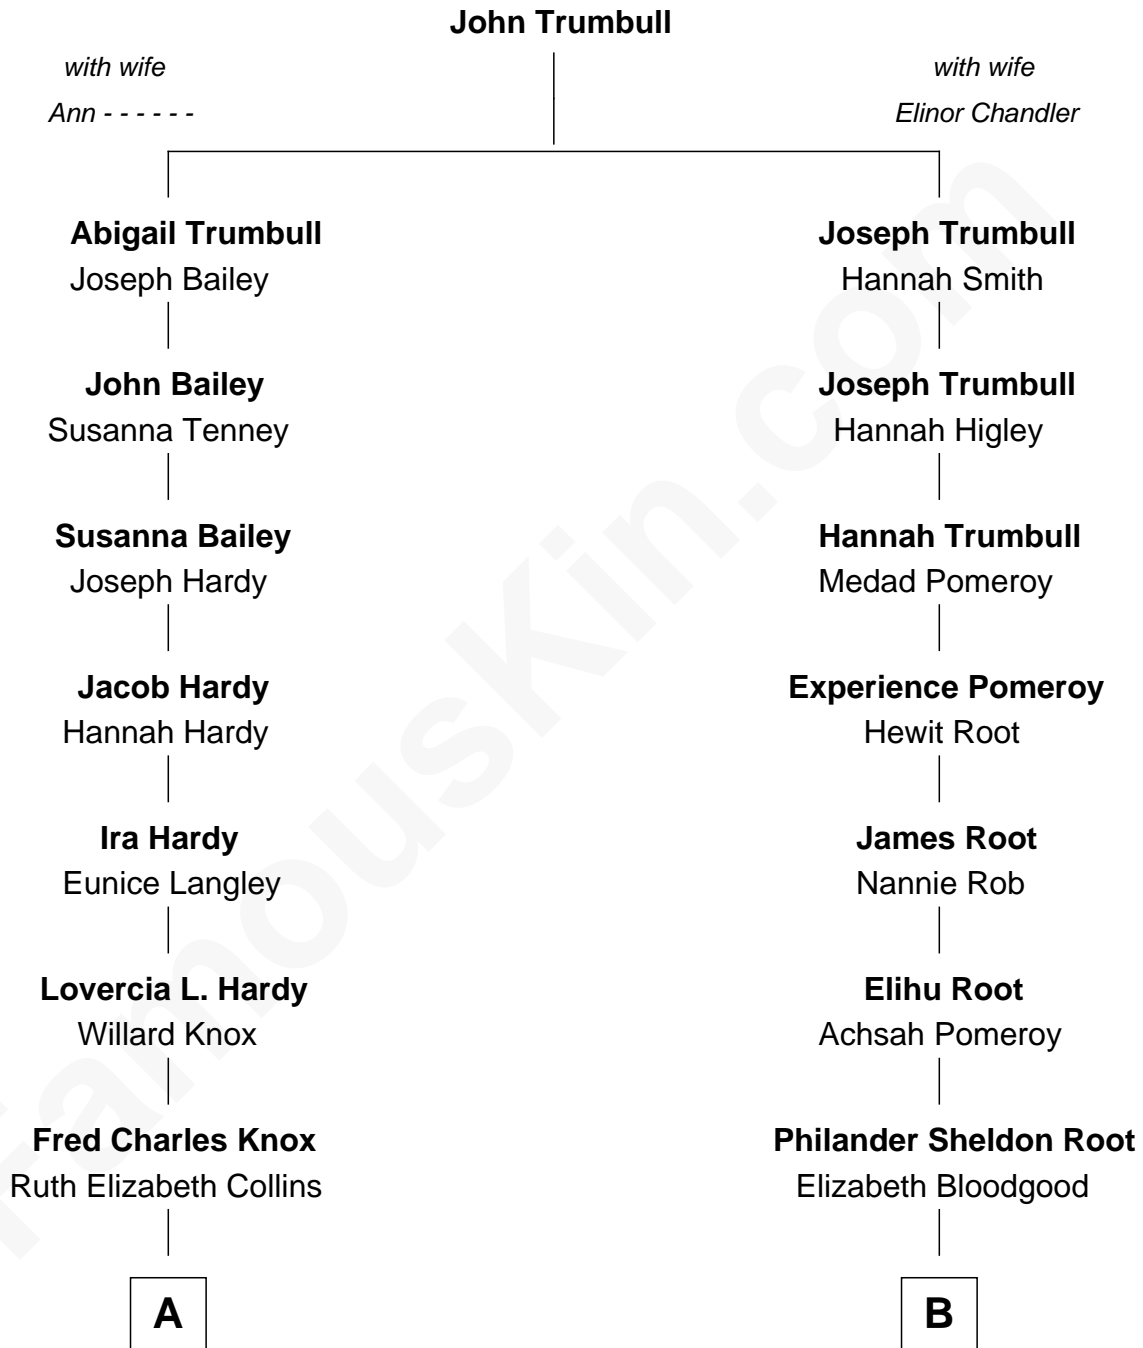 John Trumbull
with wife
Ann - - - - - -
with wife
Elinor Chandler
Abigail Trumbull
Joseph Bailey
Joseph Trumbull
Hannah Smith
John Bailey
Susanna Tenney
Joseph Trumbull
Hannah Higley
Susanna Bailey
Joseph Hardy
Hannah Trumbull
Medad Pomeroy
Jacob Hardy
Hannah Hardy
Experience Pomeroy
Hewit Root
Ira Hardy
Eunice Langley
James Root
Nannie Rob
Lovercia L. Hardy
Willard Knox
Elihu Root
Achsah Pomeroy
Fred Charles Knox
Ruth Elizabeth Collins
Philander Sheldon Root
Elizabeth Bloodgood
A
B
FamousKin.com